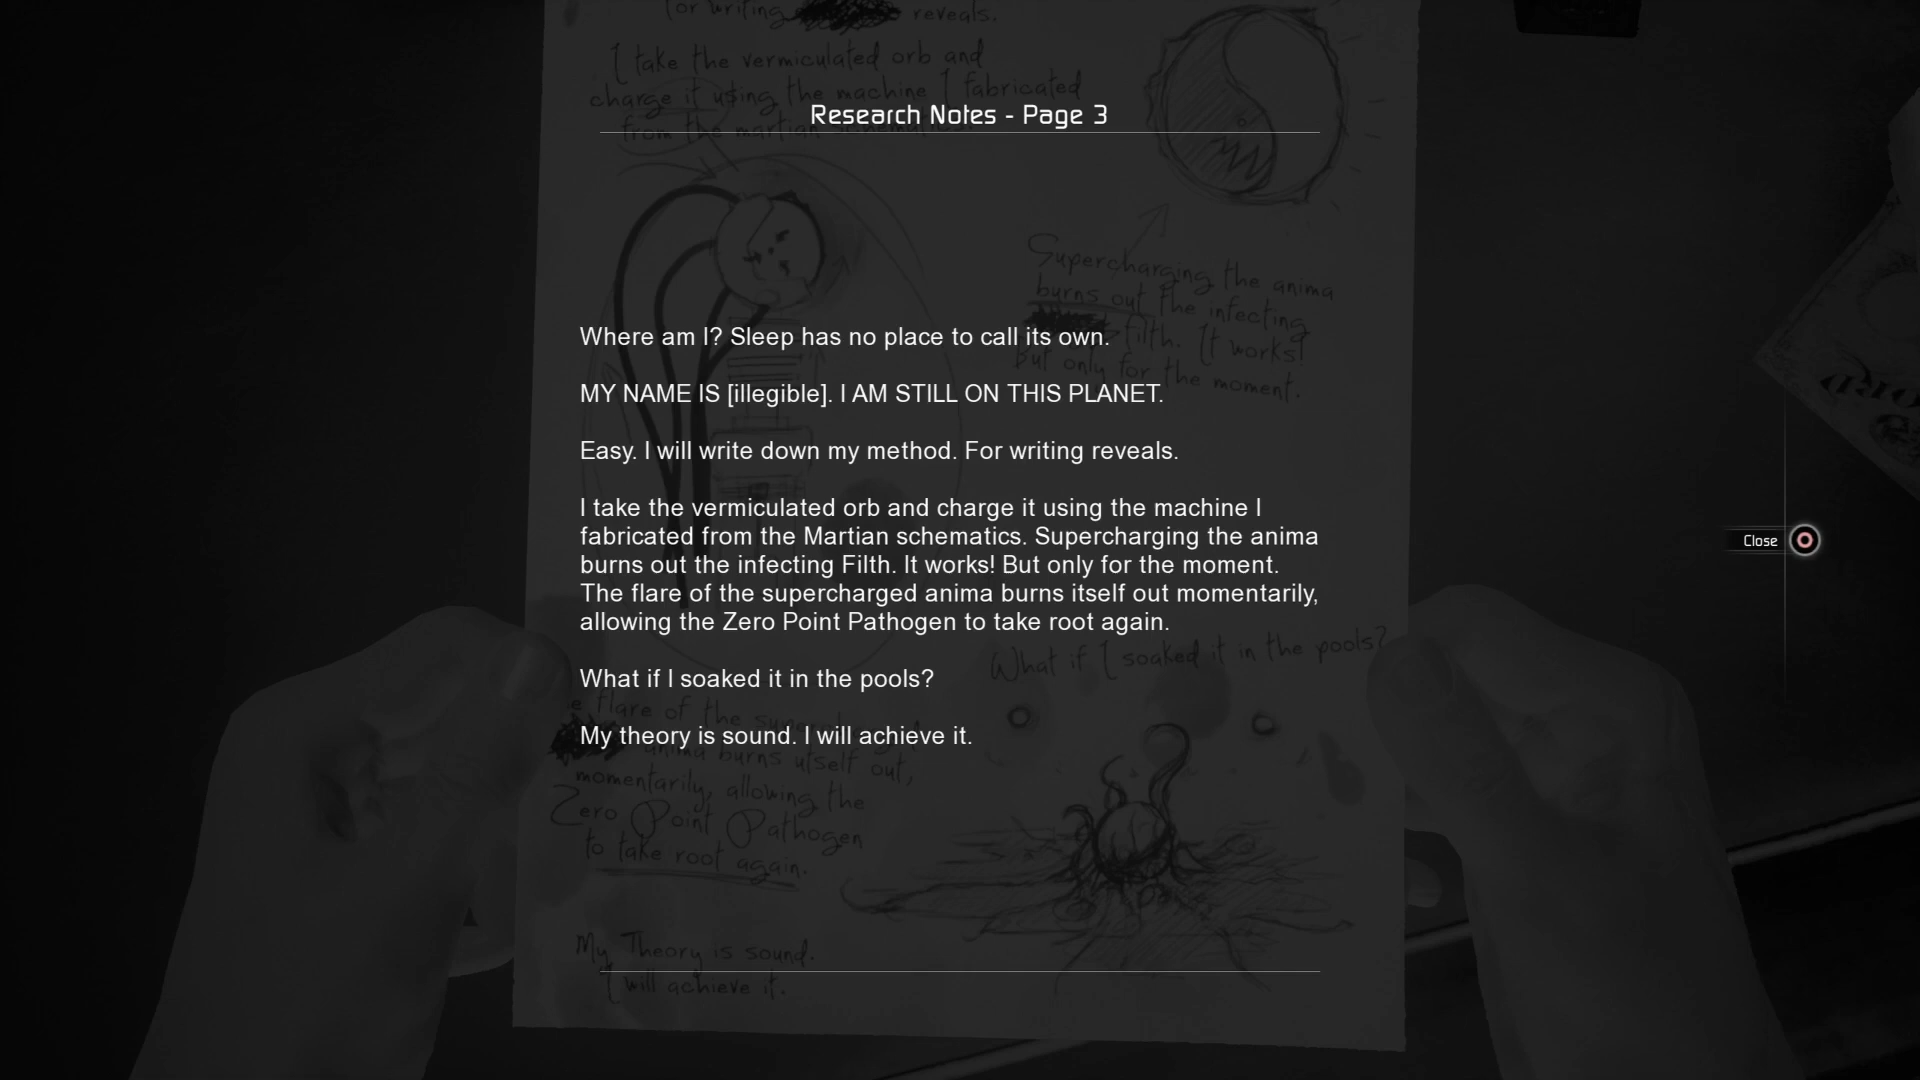 for writing reveals.
I take the vermiculated orb and
charge it using the machine I fabricated
from the martian schematics.
Research Notes - Page 3
Supercharging the anima
burns out the infecting
filth. It works!
But only for the moment.
Where am I? Sleep has no place to call its own.
MY NAME IS [illegible]. I AM STILL ON THIS PLANET.
Easy. I will write down my method. For writing reveals.
I take the vermiculated orb and charge it using the machine I
fabricated from the Martian schematics. Supercharging the anima
burns out the infecting Filth. It works! But only for the moment.
The flare of the supercharged anima burns itself out momentarily,
allowing the Zero Point Pathogen to take root again.
What if I soaked it in the pools?
My theory is sound. I will achieve it.
Close
What if I soaked it in the pools?
flare of the
anima burns itself out,
momentarily, allowing the
Zero Point Pathogen
to take root again.
My Theory is sound.
I will achieve it.